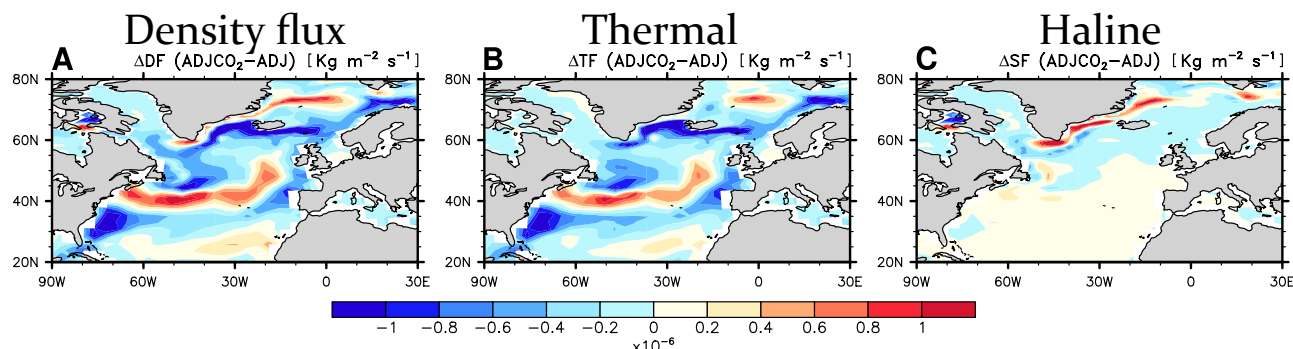 Density flux
Thermal
Haline
A
ΔDF (ADJCO₂−ADJ) [Kg m⁻² s⁻¹]
B
ΔTF (ADJCO₂−ADJ) [Kg m⁻² s⁻¹]
C
ΔSF (ADJCO₂−ADJ) [Kg m⁻² s⁻¹]
80N
60N
40N
20N
90W 60W 30W 0 30E
80N
60N
40N
20N
90W 60W 30W 0 30E
80N
60N
40N
20N
90W 60W 30W 0 30E
−1 −0.8 −0.6 −0.4 −0.2 0 0.2 0.4 0.6 0.8 1
x10⁻⁶